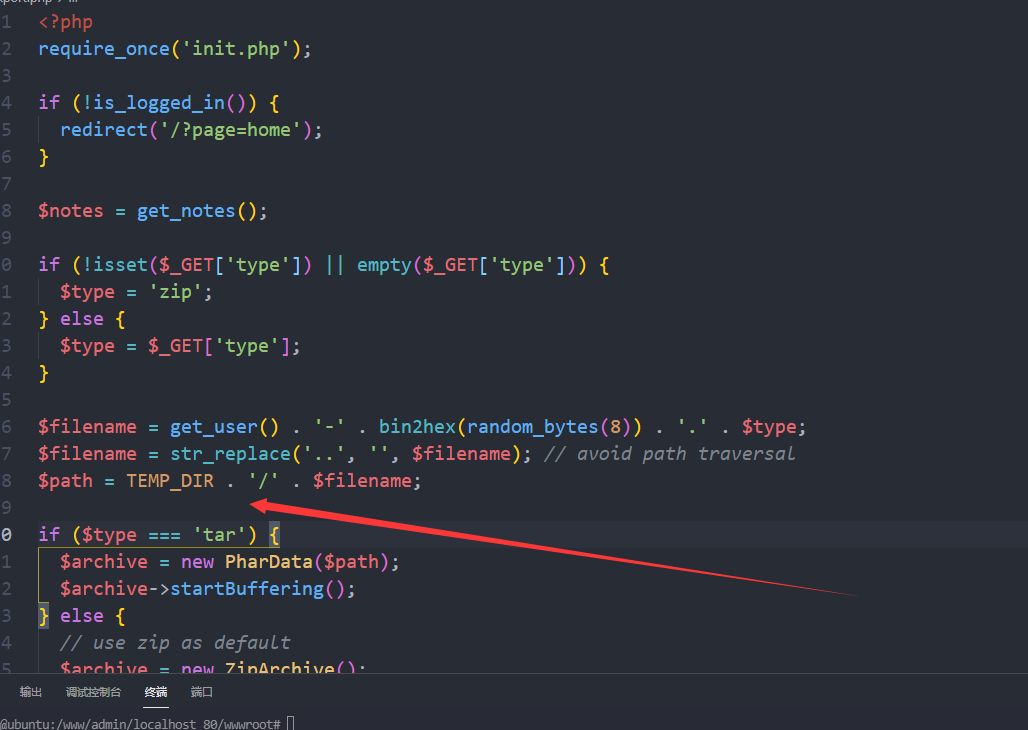 1 <?php
2 require_once('init.php');
3
4 if (!is_logged_in()) {
5   redirect('/?page=home');
6 }
7
8 $notes = get_notes();
9
0 if (!isset($_GET['type']) || empty($_GET['type'])) {
1   $type = 'zip';
2 } else {
3   $type = $_GET['type'];
4 }
5
6 $filename = get_user() . '-' . bin2hex(random_bytes(8)) . '.' . $type;
7 $filename = str_replace('..', '', $filename); // avoid path traversal
8 $path = TEMP_DIR . '/' . $filename;
9
0 if ($type === 'tar') {
1   $archive = new PharData($path);
2   $archive->startBuffering();
3 } else {
4   // use zip as default
5   $archive = new ZipArchive();
输出 调试控制台 终端 端口
@ubuntu:/www/admin/localhost_80/wwwroot#